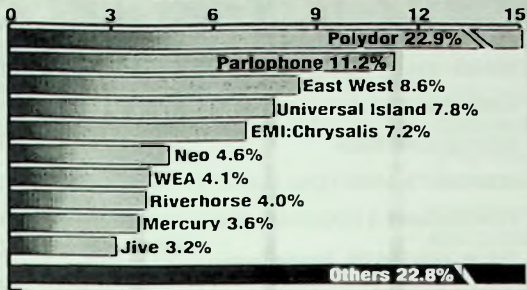 0 3 6 9 12 15
Polydor 22.9%
Parlophone 11.2%
East West 8.6%
Universal Island 7.8%
EMI:Chrysalis 7.2%
Neo 4.6%
WEA 4.1%
Riverhorse 4.0%
Mercury 3.6%
Jive 3.2%
Others 22.8%